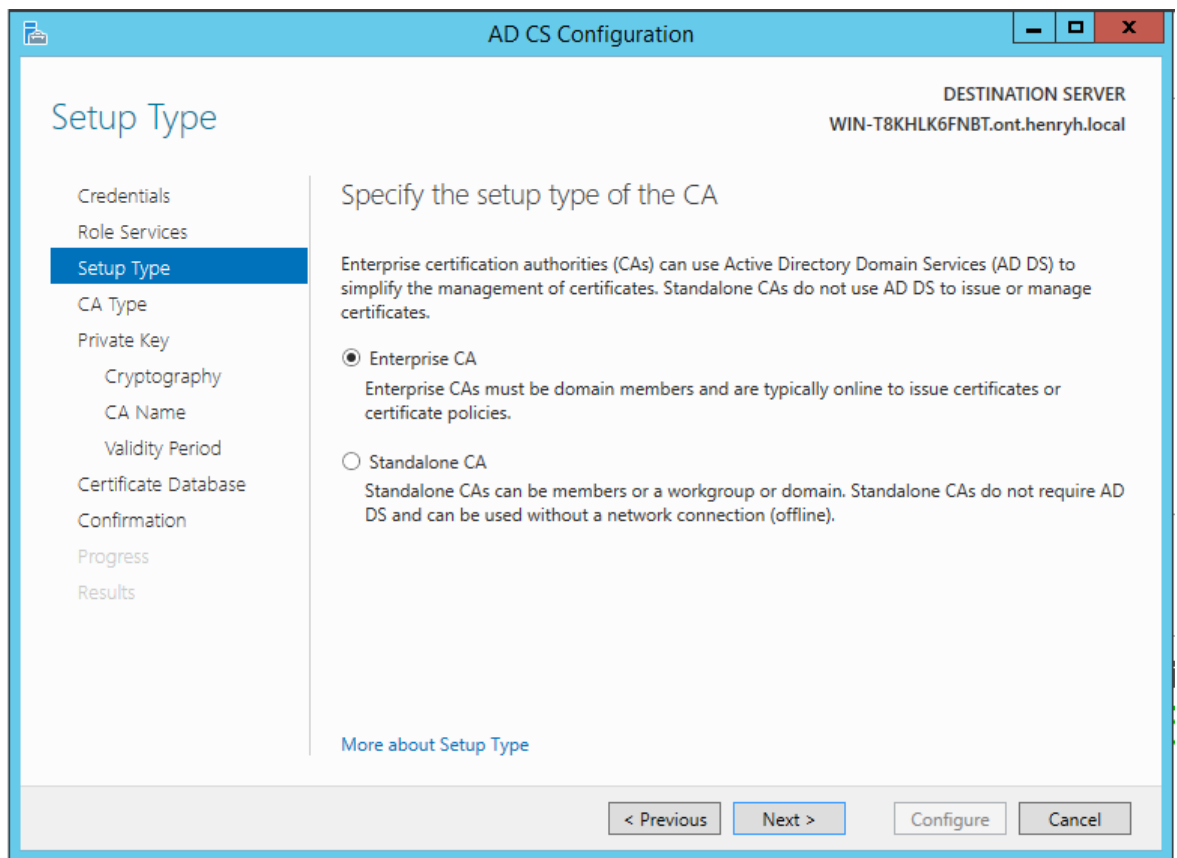 AD CS Configuration
Setup Type
DESTINATION SERVER
WIN-T8KHLK6FNBT.ont.henryh.local
Credentials
Role Services
Setup Type
CA Type
Private Key
Cryptography
CA Name
Validity Period
Certificate Database
Confirmation
Progress
Results
Specify the setup type of the CA
Enterprise certification authorities (CAs) can use Active Directory Domain Services (AD DS) to
simplify the management of certificates. Standalone CAs do not use AD DS to issue or manage
certificates.
Enterprise CA
Enterprise CAs must be domain members and are typically online to issue certificates or
certificate policies.
Standalone CA
Standalone CAs can be members or a workgroup or domain. Standalone CAs do not require AD
DS and can be used without a network connection (offline).
More about Setup Type
< Previous
Next >
Configure
Cancel